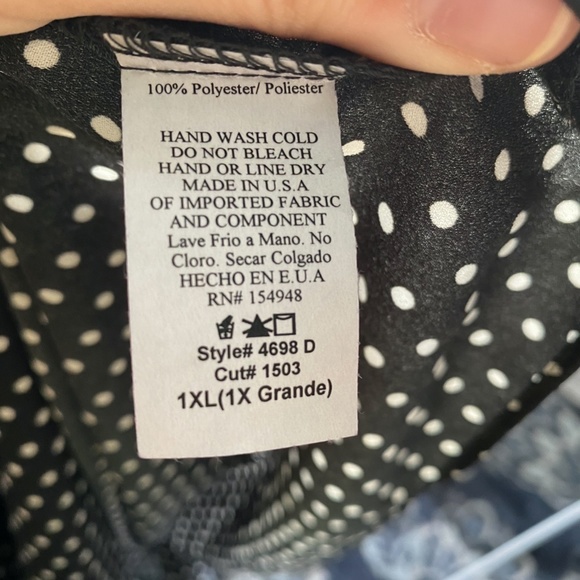 100% Polyester/ Poliester
HAND WASH COLD
DO NOT BLEACH
HAND OR LINE DRY
MADE IN U.S.A
OF IMPORTED FABRIC
AND COMPONENT
Lave Frio a Mano. No
Cloro. Secar Colgado
HECHO EN E.U.A
RN# 154948
Style# 4698 D
Cut# 1503
1XL(1X Grande)